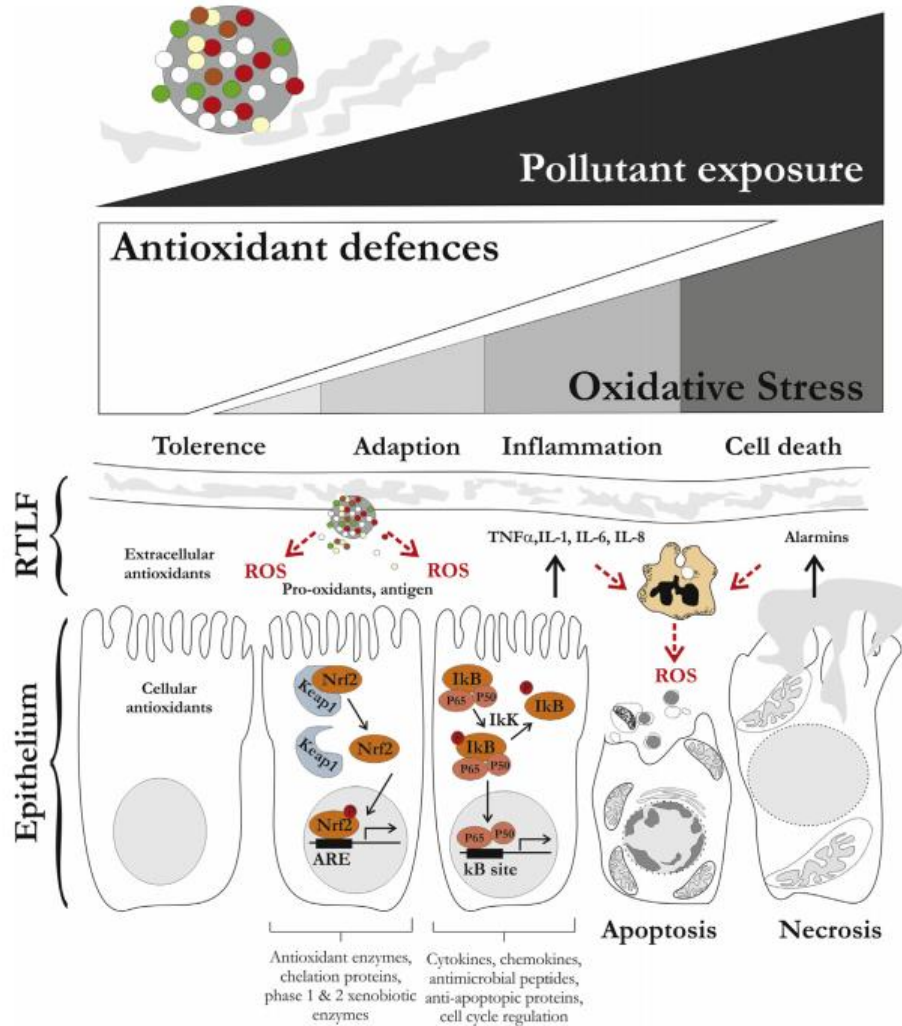 Pollutant exposure
Antioxidant defences
Oxidative Stress
Tolerence
Adaption
Inflammation
Cell death
RTLF
Extracellular
antioxidants
ROS
ROS
Pro-oxidants, antigen
TNFα,IL-1, IL-6, IL-8
Alarmins
ROS
Epithelium
Cellular
antioxidants
Nrf2
Keap1
Keap1
Nrf2
P
Nrf2
ARE
IkB
P65 P50
P
IkB
IkK
P
IkB
P65 P50
P65 P50
kB site
Apoptosis
Necrosis
Antioxidant enzymes,
chelation proteins,
phase 1 & 2 xenobiotic
enzymes
Cytokines, chemokines,
antimicrobial peptides,
anti-apoptopic proteins,
cell cycle regulation